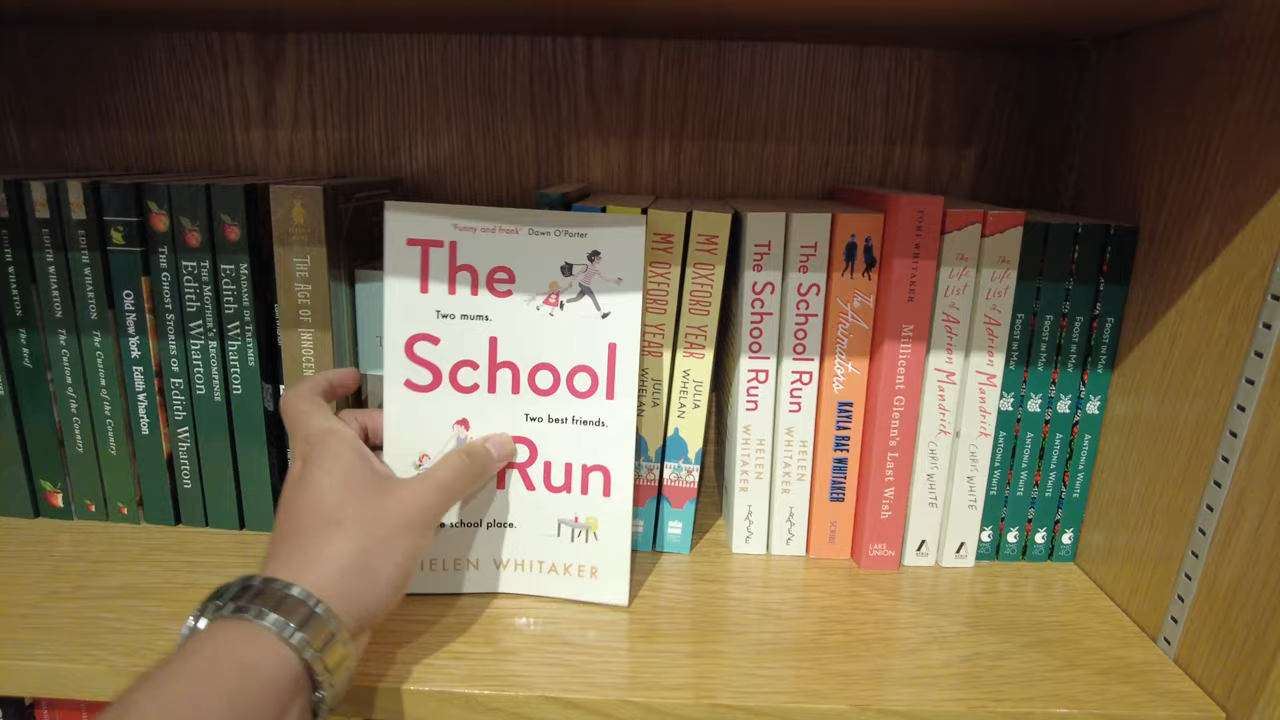 EDITH WHARTON The Reef
EDITH WHARTON The Custom of the Country
EDITH WHARTON The Custom of the Country
Old New York Edith Wharton
THE GHOST STORIES OF EDITH WHARTON
THE MOTHER'S RECOMPENSE
Edith Wharton
MADAME DE TREYMES
Edith Wharton
THE AGE OF INNOCEN
'Funny and frank' Dawn O'Porter
The
Two mums.
School
Two best friends.
Run
e school place.
HELEN WHITAKER
MY OXFORD YEAR JULIA WHELAN
MY OXFORD YEAR JULIA WHELAN
The School Run HELEN WHITAKER
The School Run HELEN WHITAKER
The Animators KAYLA RAE WHITAKER SCRIBE
TORI WHITAKER Millicent Glenn's Last Wish LAKE UNION
The Life List of Adrian Mandrick CHRIS WHITE
The Life List of Adrian Mandrick CHRIS WHITE
FROST IN MAY ANTONIA WHITE
FROST IN MAY ANTONIA WHITE
FROST IN MAY ANTONIA WHITE
FROST IN MAY ANTONIA WHITE